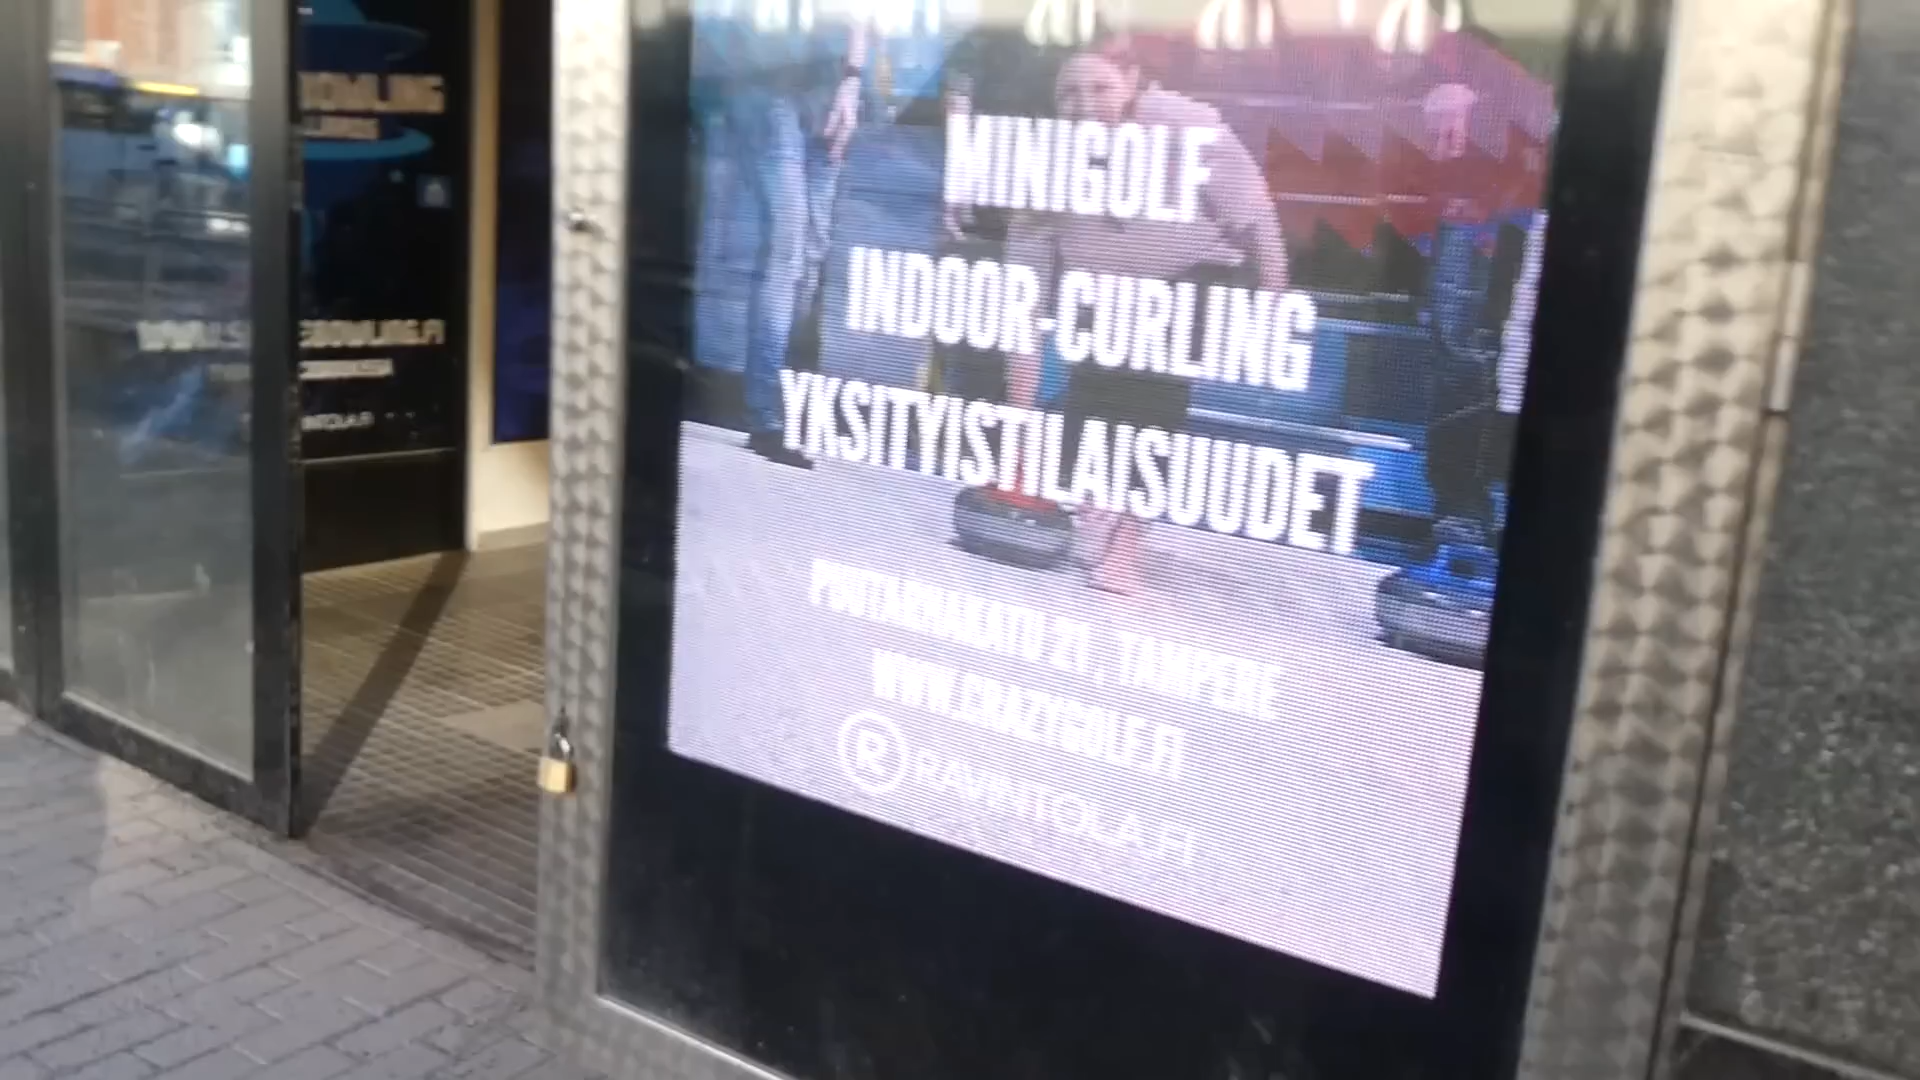 MINIGOLF
INDOOR-CURLING
YKSITYISTILAISUUDET
PUUTARHAKATU 21, TAMPERE
WWW.CRAZYGOLF.FI
R RAVINTOLA.FI